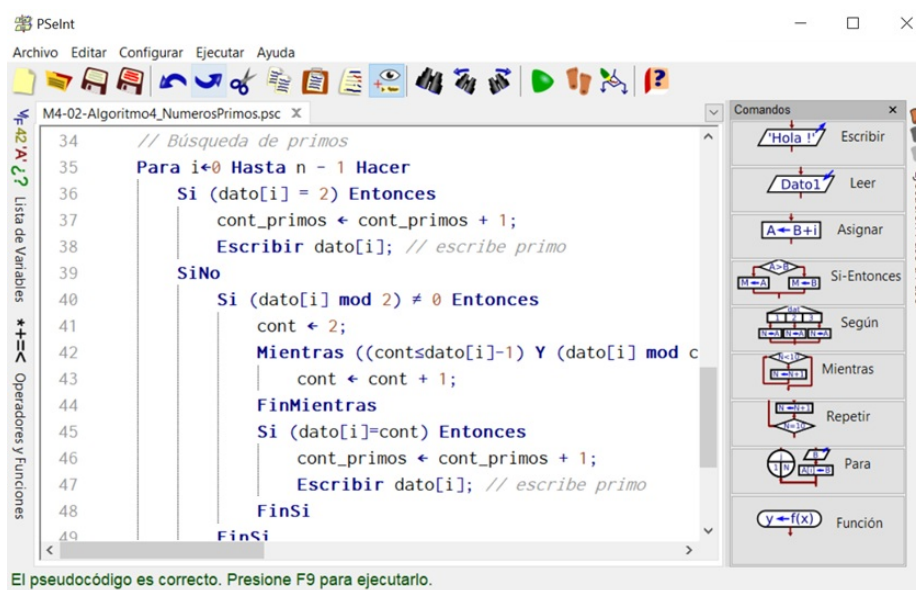 PSeInt
Archivo Editar Configurar Ejecutar Ayuda
M4-02-Algoritmo4_NumerosPrimos.psc X
34 // Búsqueda de primos
35 Para i←0 Hasta n - 1 Hacer
36 Si (dato[i] = 2) Entonces
37 cont_primos ← cont_primos + 1;
38 Escribir dato[i]; // escribe primo
39 SiNo
40 Si (dato[i] mod 2) ≠ 0 Entonces
41 cont ← 2;
42 Mientras ((cont≤dato[i]-1) Y (dato[i] mod c
43 cont ← cont + 1;
44 FinMientras
45 Si (dato[i]=cont) Entonces
46 cont_primos ← cont_primos + 1;
47 Escribir dato[i]; // escribe primo
48 FinSi
49 FinSi
Lista de Variables
*+=< Operadores y Funciones
Comandos
'Hola !' Escribir
Dato1 Leer
A←B+i Asignar
A>B M←A M←B Si-Entonces
Según
N<10 N←N+1 Mientras
N←N+1 N=10 Repetir
Para
y←f(x) Función
El pseudocódigo es correcto. Presione F9 para ejecutarlo.